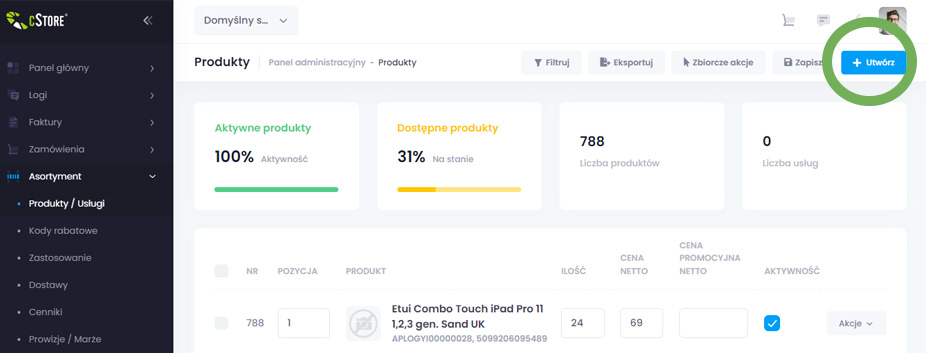 cStore®
Domyślny s...
Panel główny
Logi
Faktury
Zamówienia
Asortyment
Produkty / Usługi
Kody rabatowe
Zastosowanie
Dostawy
Cenniki
Prowizje / Marże
Produkty
Panel administracyjny - Produkty
Filtruj
Eksportuj
Zbiorcze akcje
Zapisz
+ Utwórz
Aktywne produkty
100% Aktywność
Dostępne produkty
31% Na stanie
788
Liczba produktów
0
Liczba usług
NR POZYCJA PRODUKT ILOŚĆ CENA NETTO CENA PROMOCYJNA NETTO AKTYWNOŚĆ
788 1 Etui Combo Touch iPad Pro 11 24 69 Akcje
1,2,3 gen. Sand UK
APLOGYI00000028, 5099206095489